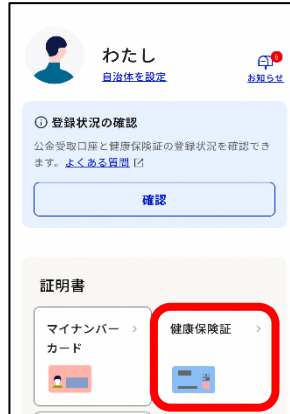 わたし
自治体を設定
お知らせ
登録状況の確認
公金受取口座と健康保険証の登録状況を確認でき
ます。よくある質問
確認
証明書
マイナンバー
カード
健康保険証